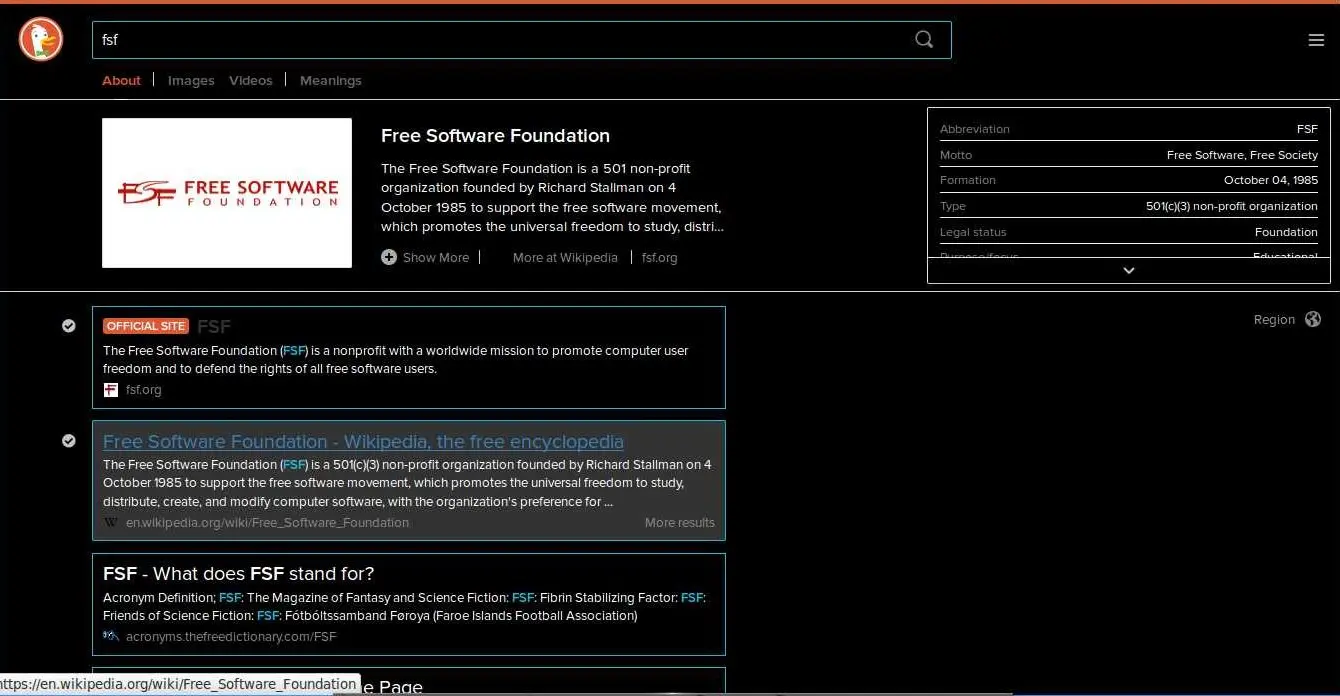 fsf
About | Images Videos | Meanings
FREE SOFTWARE
FOUNDATION
Free Software Foundation
The Free Software Foundation is a 501 non-profit
organization founded by Richard Stallman on 4
October 1985 to support the free software movement,
which promotes the universal freedom to study, distri...
Show More | More at Wikipedia | fsf.org
Abbreviation FSF
Motto Free Software, Free Society
Formation October 04, 1985
Type 501(c)(3) non-profit organization
Legal status Foundation
Purpose/focus Educational
Region
OFFICIAL SITE FSF
The Free Software Foundation (FSF) is a nonprofit with a worldwide mission to promote computer user
freedom and to defend the rights of all free software users.
fsf.org
Free Software Foundation - Wikipedia, the free encyclopedia
The Free Software Foundation (FSF) is a 501(c)(3) non-profit organization founded by Richard Stallman on 4
October 1985 to support the free software movement, which promotes the universal freedom to study,
distribute, create, and modify computer software, with the organization's preference for ...
W en.wikipedia.org/wiki/Free_Software_Foundation More results
FSF - What does FSF stand for?
Acronym Definition; FSF: The Magazine of Fantasy and Science Fiction: FSF: Fibrin Stabilizing Factor: FSF:
Friends of Science Fiction: FSF: Fótbóltssamband Føroya (Faroe Islands Football Association)
acronyms.thefreedictionary.com/FSF
e Page
https://en.wikipedia.org/wiki/Free_Software_Foundation